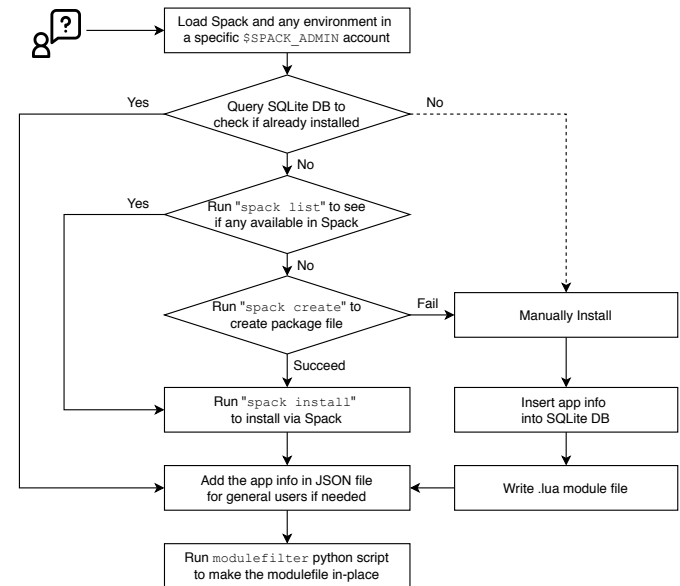 ?
Load Spack and any environment in
a specific $SPACK_ADMIN account
Yes
Query SQLite DB to
check if already installed
No
No
Yes
Run "spack list" to see
if any available in Spack
No
Run "spack create" to
create package file
Fail
Manually Install
Succeed
Run "spack install"
to install via Spack
Insert app info
into SQLite DB
Add the app info in JSON file
for general users if needed
Write .lua module file
Run modulefilter python script
to make the modulefile in-place